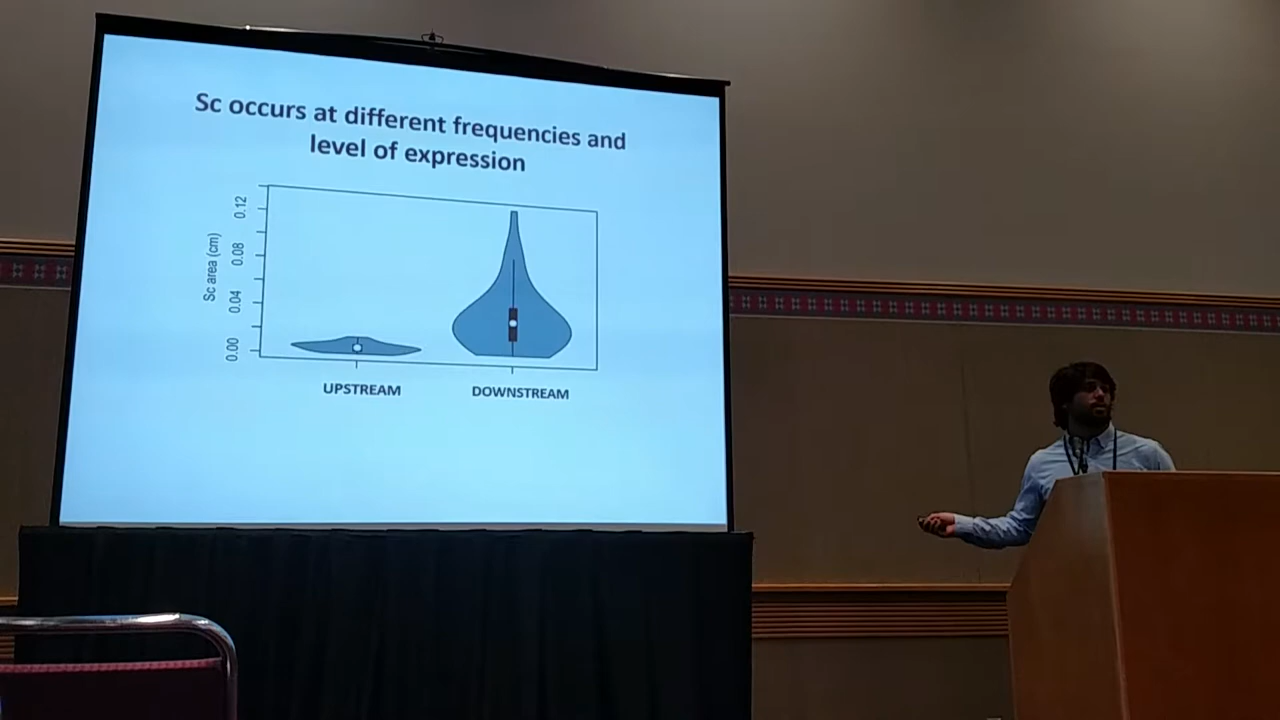 Sc occurs at different frequencies and
level of expression
Sc area (cm)
0.12
0.08
0.04
0.00
UPSTREAM
DOWNSTREAM